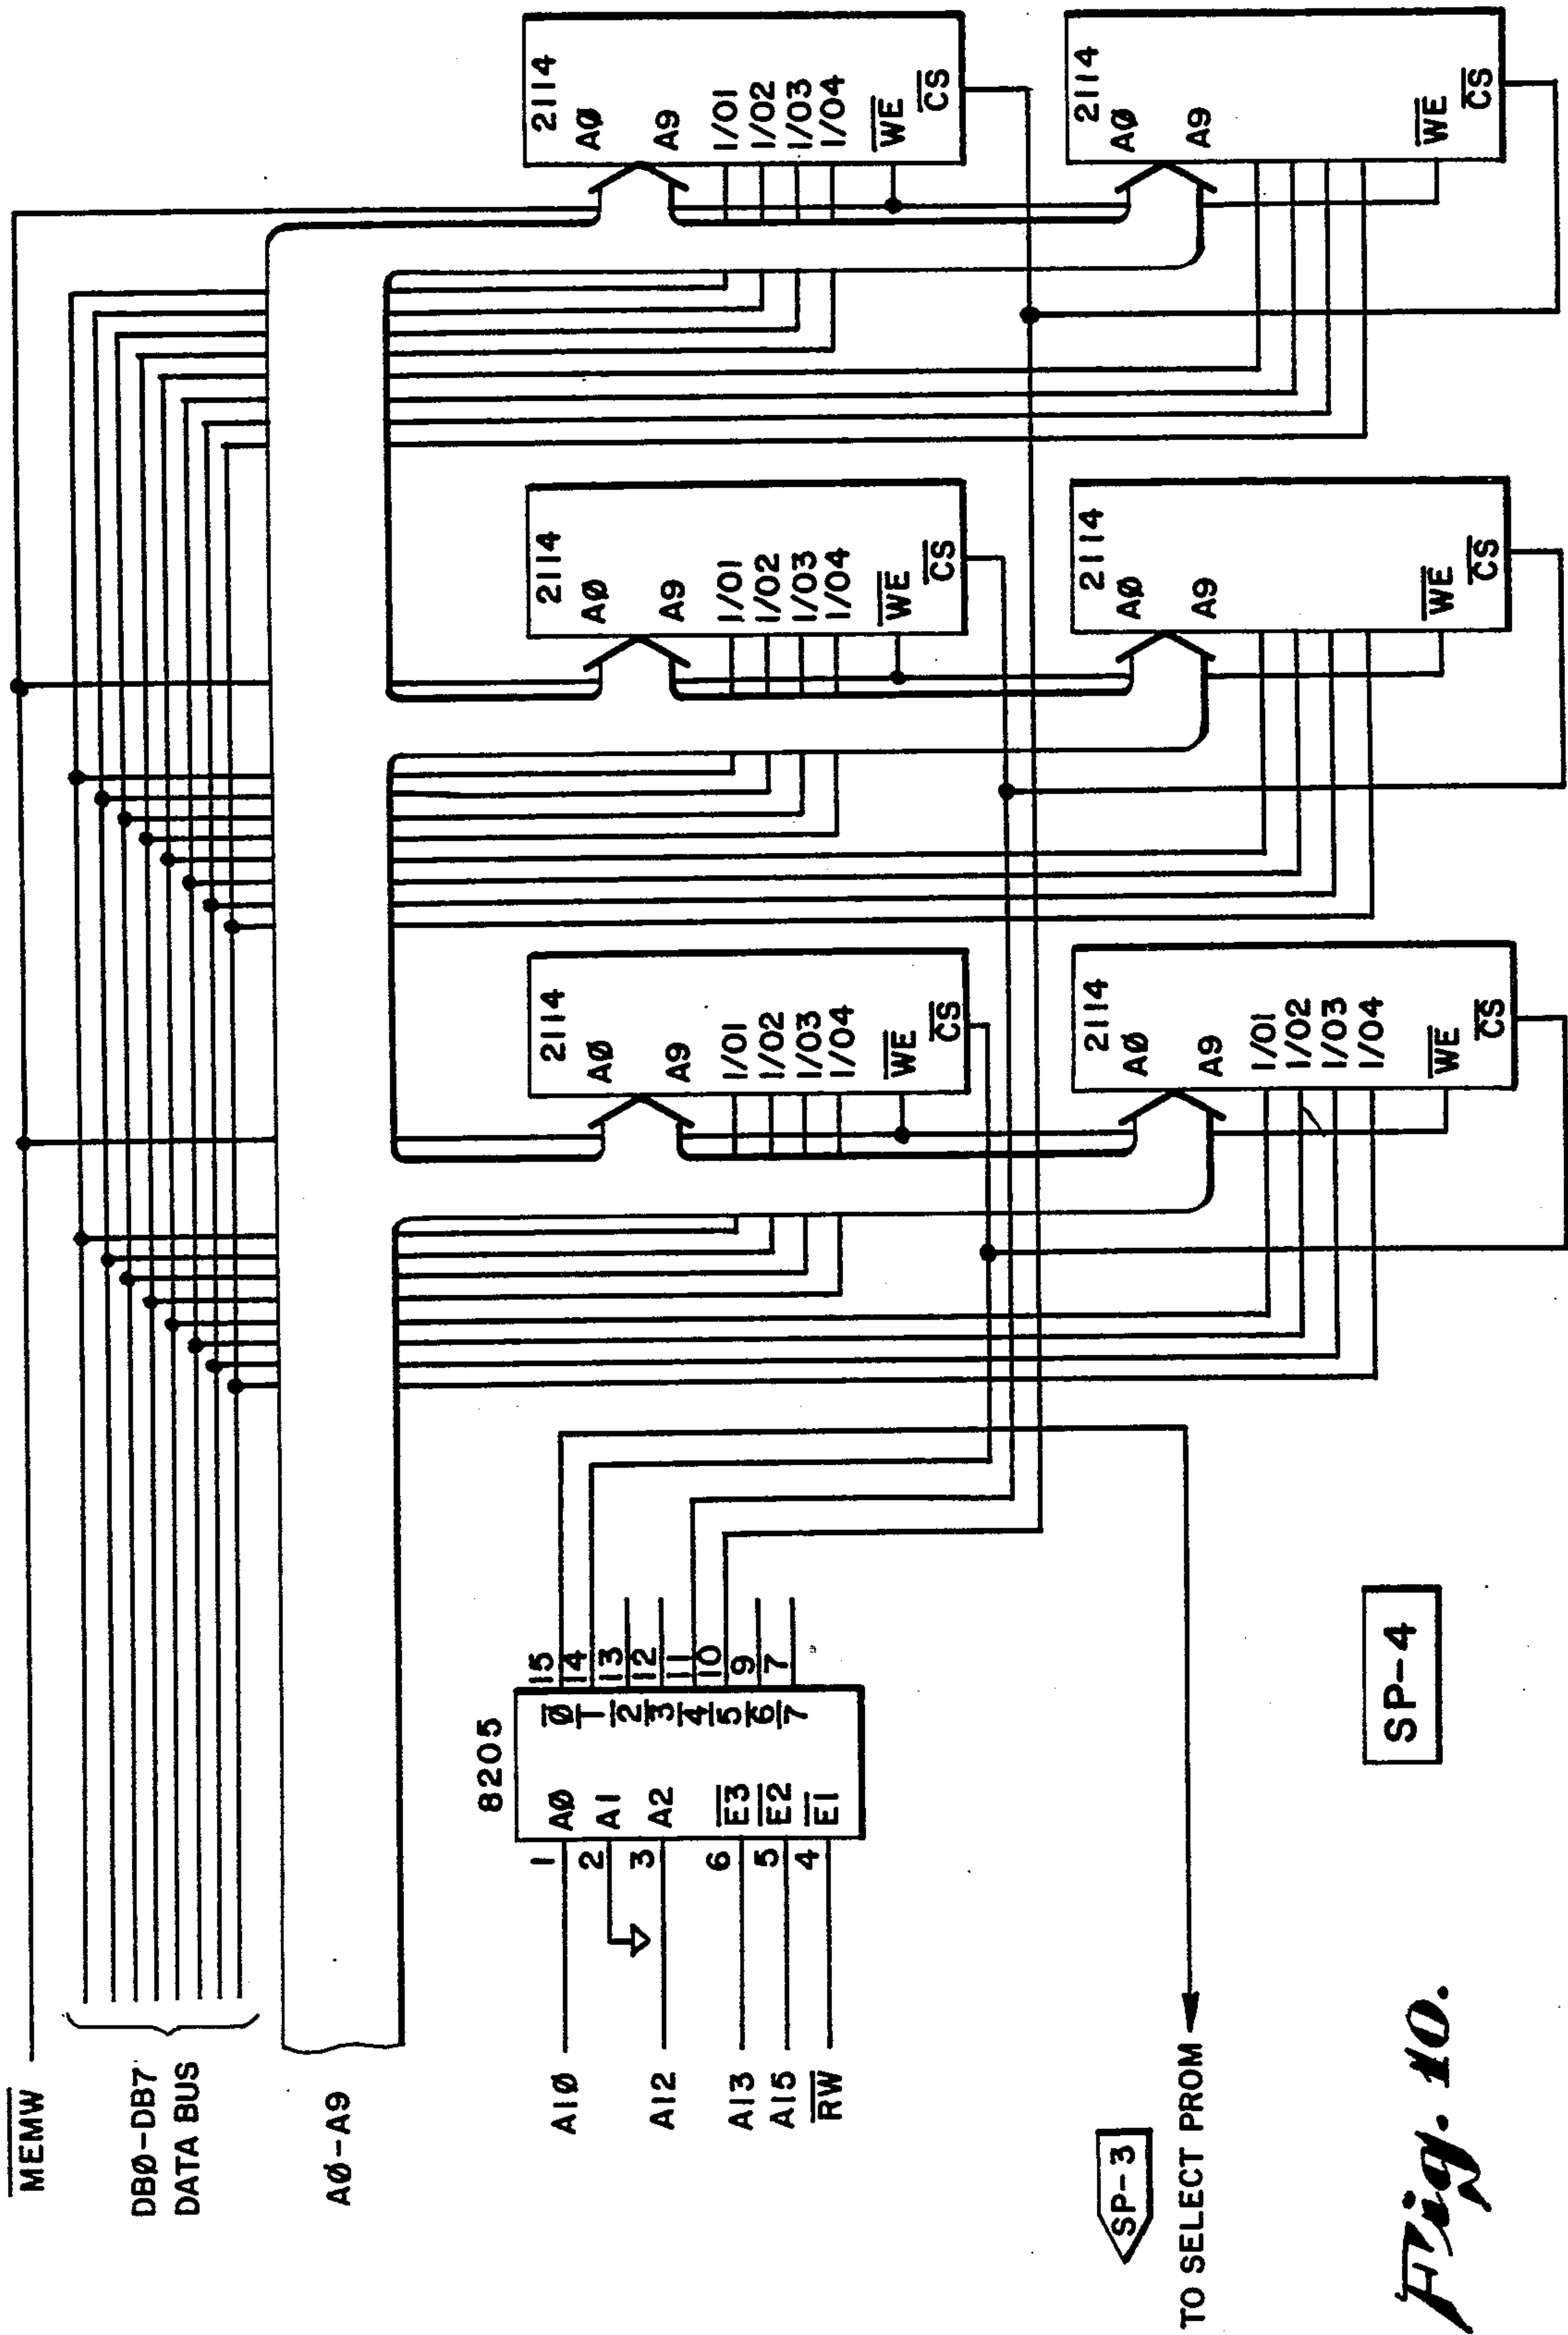 MEMW
DBØ-DB7
DATA BUS
AØ-A9
2114
AØ
A9
I/O1
I/O2
I/O3
I/O4
WE
CS
2114
AØ
A9
I/O1
I/O2
I/O3
I/O4
WE
CS
2114
AØ
A9
I/O1
I/O2
I/O3
I/O4
WE
CS
2114
AØ
A9
I/O1
I/O2
I/O3
I/O4
WE
CS
2114
AØ
A9
WE
CS
2114
AØ
A9
WE
CS
8205
A1Ø 1 AØ Ø 15
2 A1 1 14
2 13
A12 3 A2 3 12
4 11
A13 6 E3 5 10
A15 5 E2 6 9
RW 4 E1 7 7
SP-3
TO SELECT PROM
SP-4
Fig. 10.